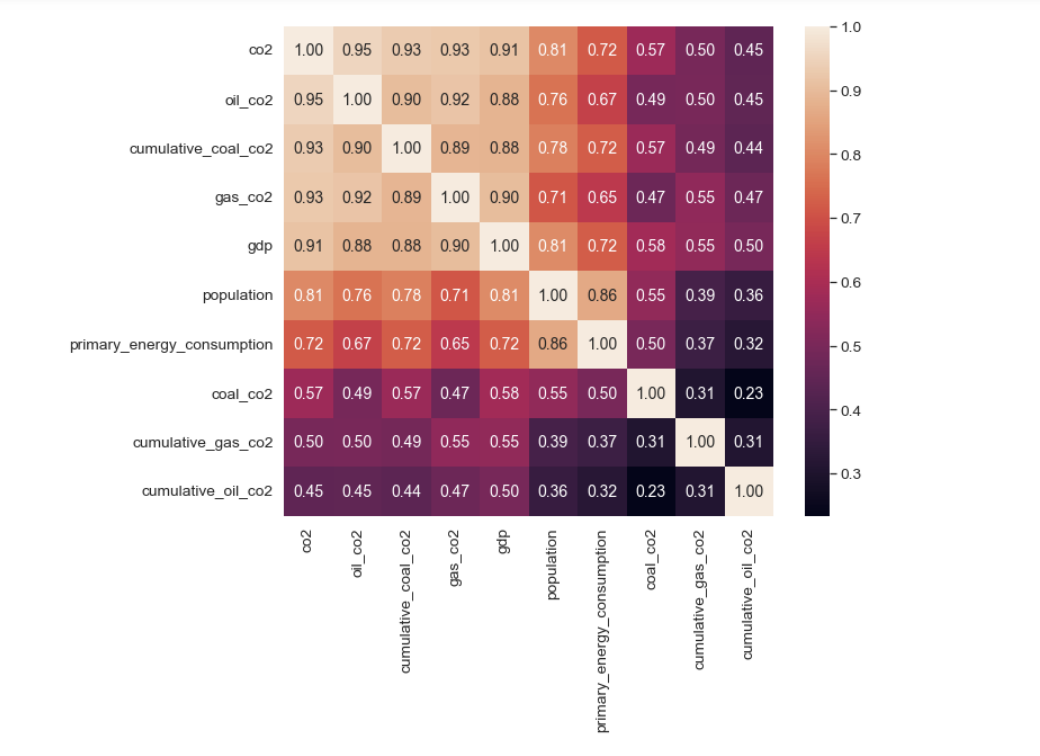 co2 1.00 0.95 0.93 0.93 0.91 0.81 0.72 0.57 0.50 0.45
oil_co2 0.95 1.00 0.90 0.92 0.88 0.76 0.67 0.49 0.50 0.45
cumulative_coal_co2 0.93 0.90 1.00 0.89 0.88 0.78 0.72 0.57 0.49 0.44
gas_co2 0.93 0.92 0.89 1.00 0.90 0.71 0.65 0.47 0.55 0.47
gdp 0.91 0.88 0.88 0.90 1.00 0.81 0.72 0.58 0.55 0.50
population 0.81 0.76 0.78 0.71 0.81 1.00 0.86 0.55 0.39 0.36
primary_energy_consumption 0.72 0.67 0.72 0.65 0.72 0.86 1.00 0.50 0.37 0.32
coal_co2 0.57 0.49 0.57 0.47 0.58 0.55 0.50 1.00 0.31 0.23
cumulative_gas_co2 0.50 0.50 0.49 0.55 0.55 0.39 0.37 0.31 1.00 0.31
cumulative_oil_co2 0.45 0.45 0.44 0.47 0.50 0.36 0.32 0.23 0.31 1.00
co2
oil_co2
cumulative_coal_co2
gas_co2
gdp
population
primary_energy_consumption
coal_co2
cumulative_gas_co2
cumulative_oil_co2
1.0
0.9
0.8
0.7
0.6
0.5
0.4
0.3